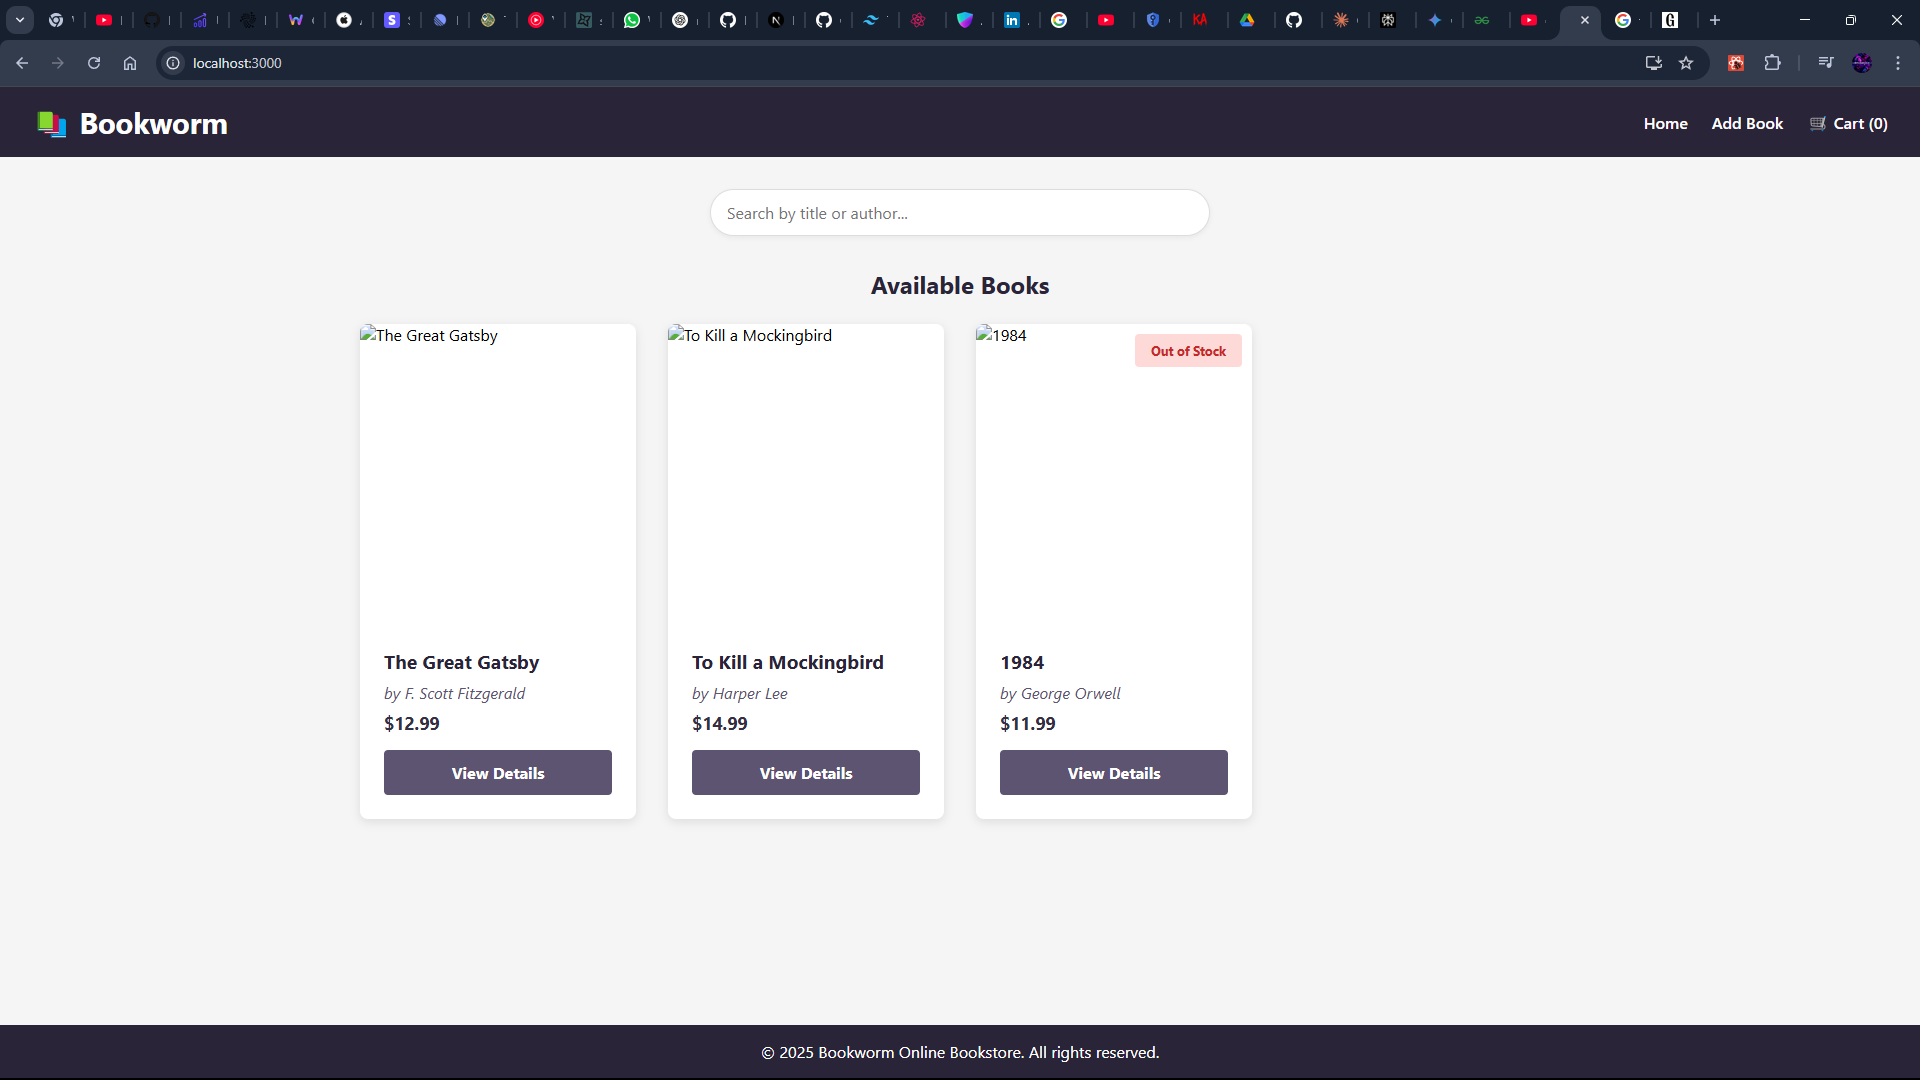 localhost:3000
Bookworm
Home
Add Book
Cart (0)
Search by title or author...
Available Books
The Great Gatsby
To Kill a Mockingbird
1984
Out of Stock
The Great Gatsby
by F. Scott Fitzgerald
$12.99
View Details
To Kill a Mockingbird
by Harper Lee
$14.99
View Details
1984
by George Orwell
$11.99
View Details
© 2025 Bookworm Online Bookstore. All rights reserved.